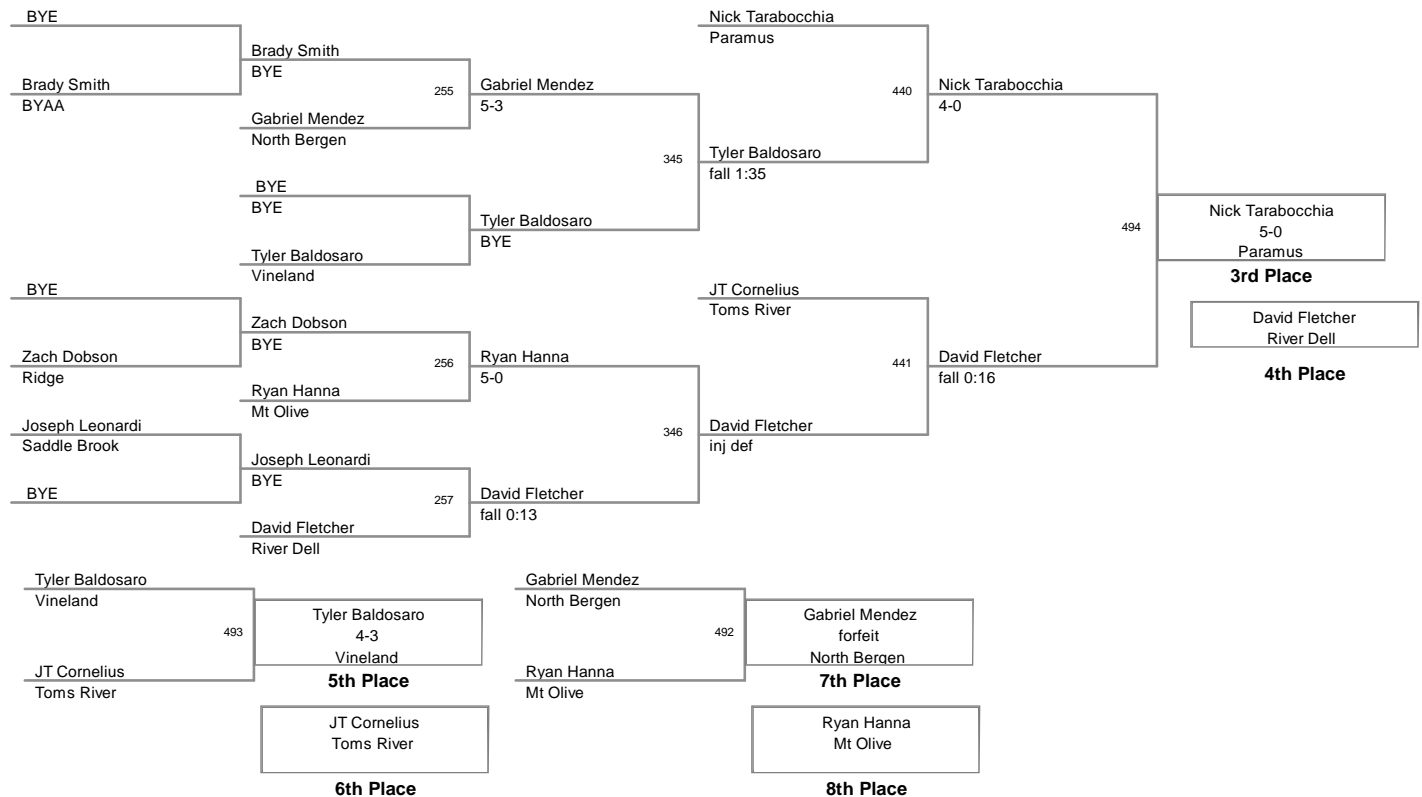 BYE
Brady Smith
BYAA
Brady Smith
BYE
255
Gabriel Mendez
North Bergen
Gabriel Mendez
5-3
BYE
BYE
Tyler Baldosaro
Vineland
Tyler Baldosaro
BYE
345
Nick Tarabocchia
Paramus
Tyler Baldosaro
fall 1:35
440
Nick Tarabocchia
4-0
BYE
Zach Dobson
Ridge
Zach Dobson
BYE
256
Ryan Hanna
Mt Olive
Ryan Hanna
5-0
Joseph Leonardi
Saddle Brook
BYE
Joseph Leonardi
BYE
257
David Fletcher
River Dell
David Fletcher
fall 0:13
346
JT Cornelius
Toms River
David Fletcher
inj def
441
David Fletcher
fall 0:16
494
Nick Tarabocchia
5-0
Paramus
3rd Place
David Fletcher
River Dell
4th Place
Tyler Baldosaro
Vineland
493
JT Cornelius
Toms River
Tyler Baldosaro
4-3
Vineland
5th Place
JT Cornelius
Toms River
6th Place
Gabriel Mendez
North Bergen
492
Ryan Hanna
Mt Olive
Gabriel Mendez
forfeit
North Bergen
7th Place
Ryan Hanna
Mt Olive
8th Place